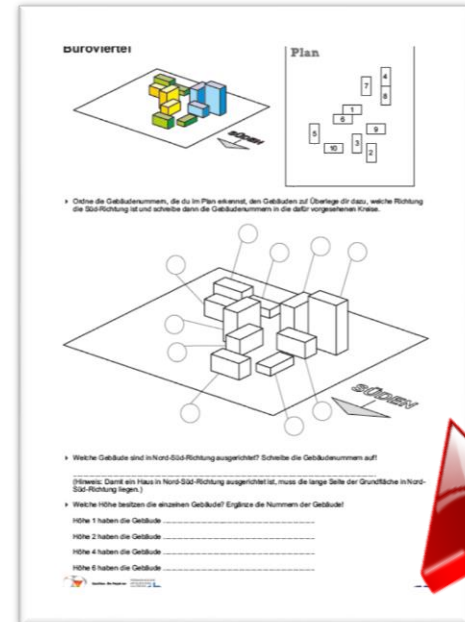 Büroviertel
Plan
4
7
8
1
6
5
9
3
10
2
SÜDEN
Ordne die Gebäudenummern, die du im Plan erkennst, den Gebäuden zu! Überlege dir dazu, welche Richtung
die Süd-Richtung ist und schreibe dann die Gebäudenummern in die dafür vorgesehenen Kreise.
SÜDEN
Welche Gebäude sind in Nord-Süd-Richtung ausgerichtet? Schreibe die Gebäudenummern auf!
(Hinweis: Damit ein Haus in Nord-Süd-Richtung ausgerichtet ist, muss die lange Seite der Grundfläche in Nord-
Süd-Richtung liegen.)
Welche Höhe besitzen die einzelnen Gebäude? Ergänze die Nummern der Gebäude!
Höhe 1 haben die Gebäude
Höhe 2 haben die Gebäude
Höhe 4 haben die Gebäude
Höhe 6 haben die Gebäude